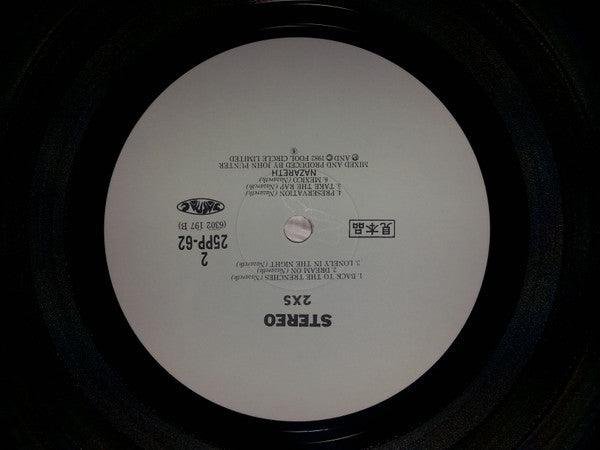 STEREO
2XS
1. BACK TO THE TRENCHES (Nazareth)
2. DREAM ON (Nazareth)
3. LONELY IN THE NIGHT (Nazareth)
見本品
2
25PP-62
(6302 197 B)
4. PRESERVATION (Nazareth)
5. TAKE THE RAP (Nazareth)
6. MEXICO (Nazareth)
NAZARETH
MIXED AND PRODUCED BY JOHN PUNTER
℗ AND © 1982 FOOL CIRCLE LIMITED